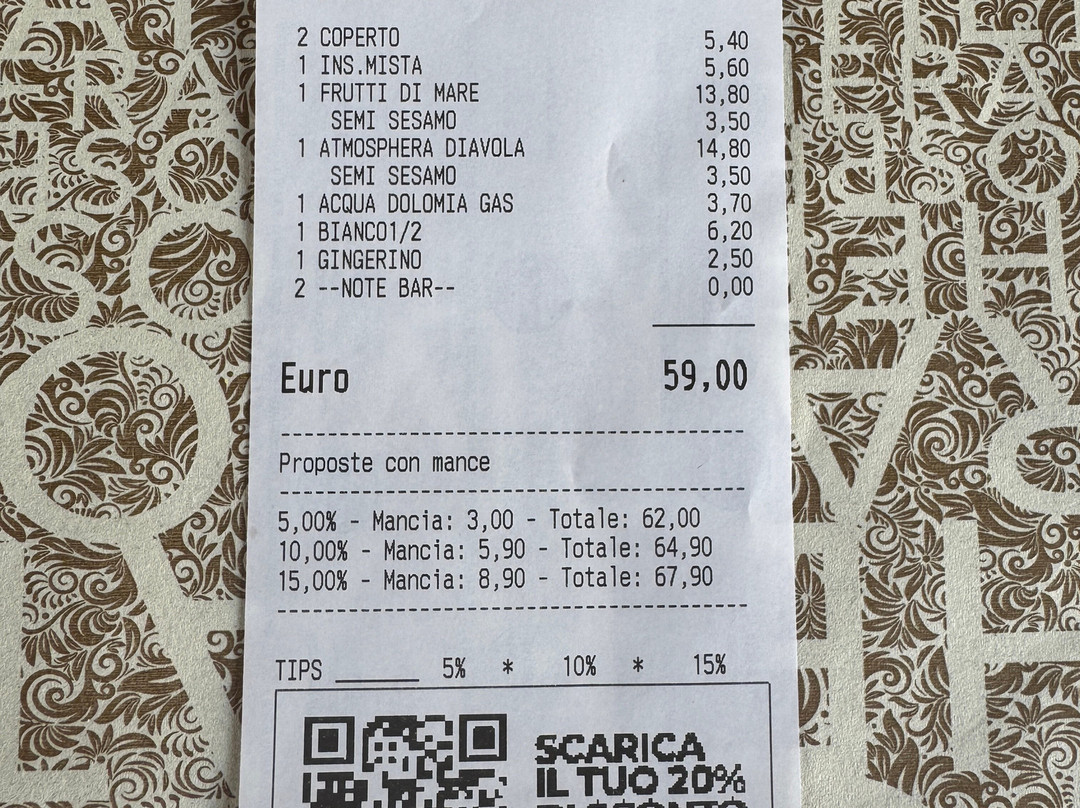 2 COPERTO 5,40
1 INS.MISTA 5,60
1 FRUTTI DI MARE 13,80
SEMI SESAMO 3,50
1 ATMOSPHERA DIAVOLA 14,80
SEMI SESAMO 3,50
1 ACQUA DOLOMIA GAS 3,70
1 BIANCO1/2 6,20
1 GINGERINO 2,50
2 --NOTE BAR-- 0,00
Euro 59,00
Proposte con mance
5,00% - Mancia: 3,00 - Totale: 62,00
10,00% - Mancia: 5,90 - Totale: 64,90
15,00% - Mancia: 8,90 - Totale: 67,90
TIPS ______ 5% * 10% * 15%
SCARICA
IL TUO 20%